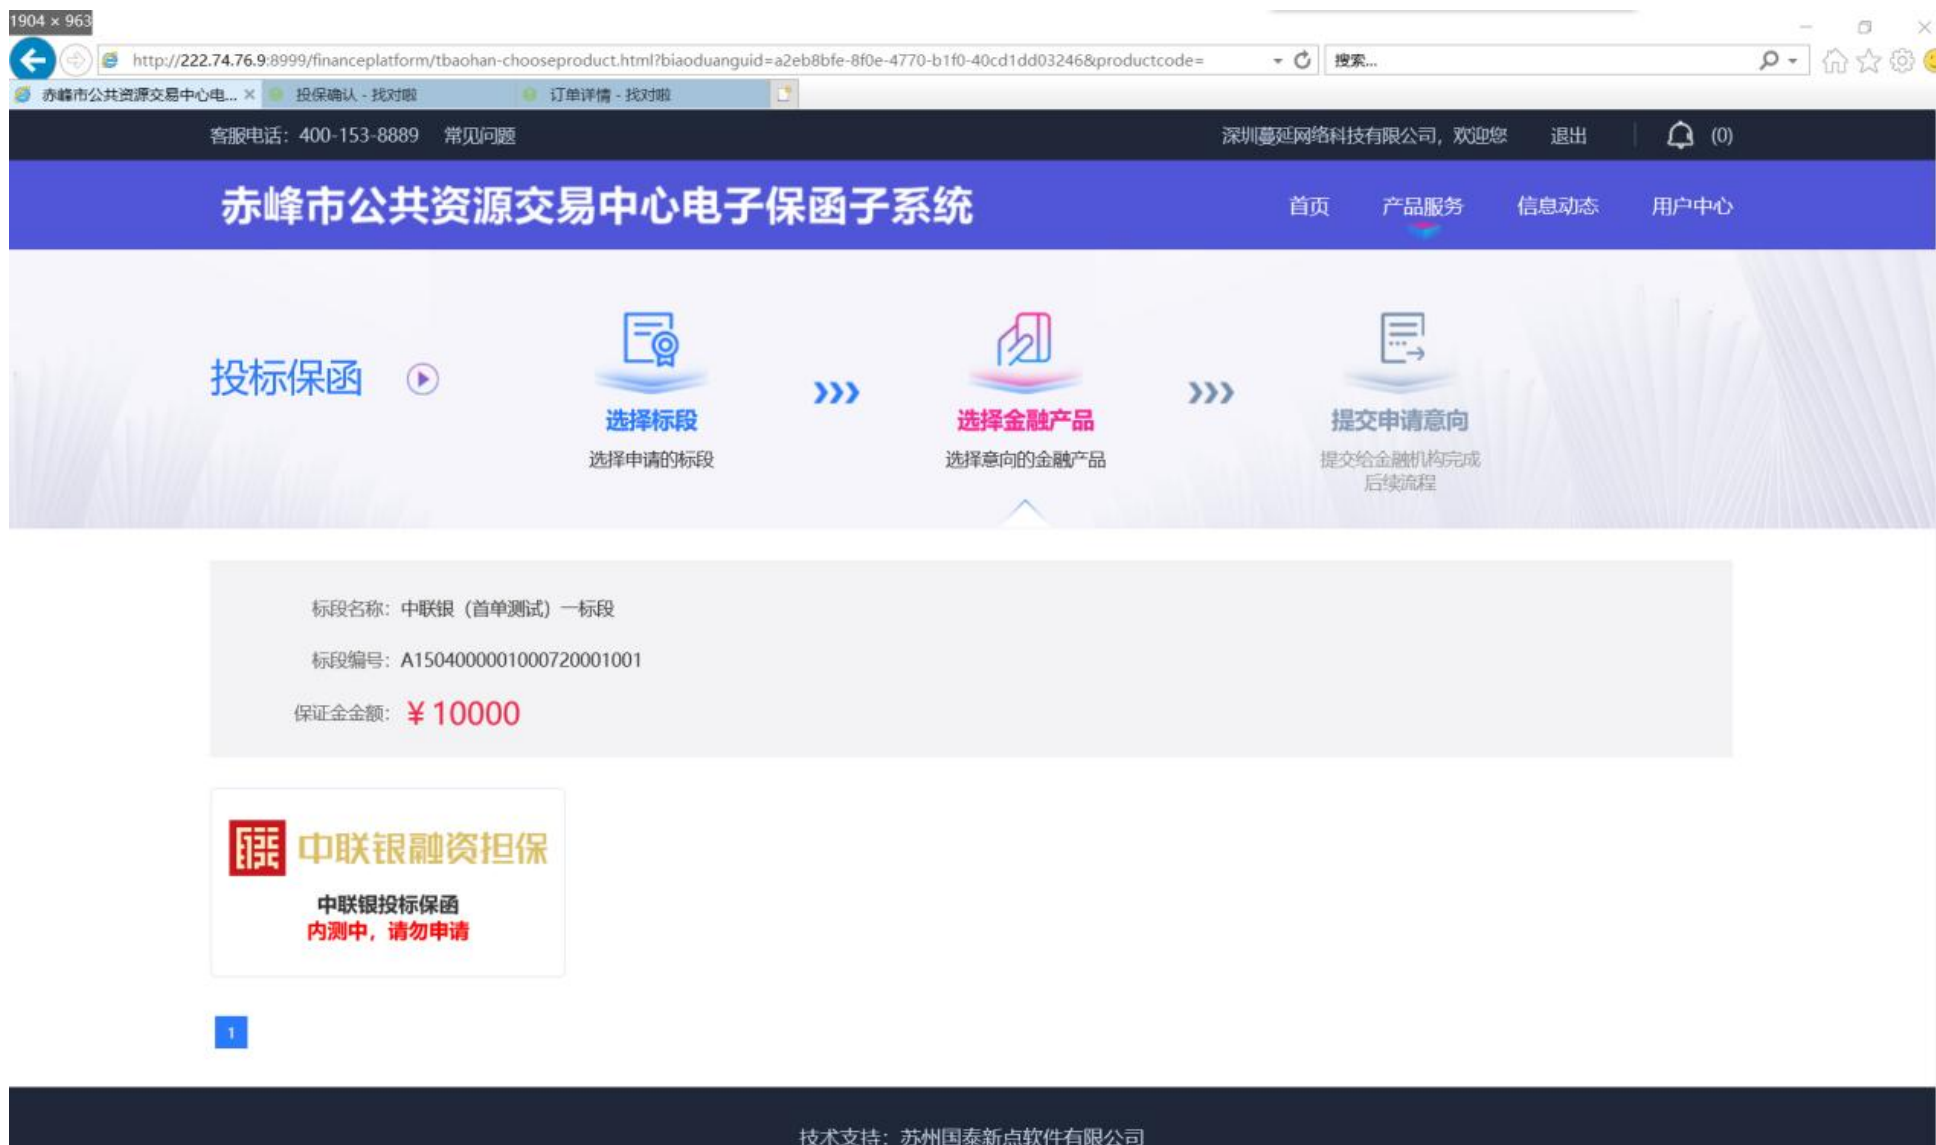 1904 × 963
http://222.74.76.9:8999/financeplatform/tbaohan-chooseproduct.html?biaoduanguid=a2eb8bfe-8f0e-4770-b1f0-40cd1dd03246&productcode=
搜索...
赤峰市公共资源交易中心电...
投保确认 - 找对啦
订单详情 - 找对啦
客服电话：400-153-8889 常见问题
深圳蔓延网络科技有限公司，欢迎您 退出 (0)
赤峰市公共资源交易中心电子保函子系统
首页 产品服务 信息动态 用户中心
投标保函
选择标段
选择申请的标段
选择金融产品
选择意向的金融产品
提交申请意向
提交给金融机构完成
后续流程
标段名称：中联银（首单测试）一标段
标段编号：A1504000001000720001001
保证金金额：￥10000
中联银融资担保
中联银投标保函
内测中，请勿申请
1
技术支持：苏州国泰新点软件有限公司